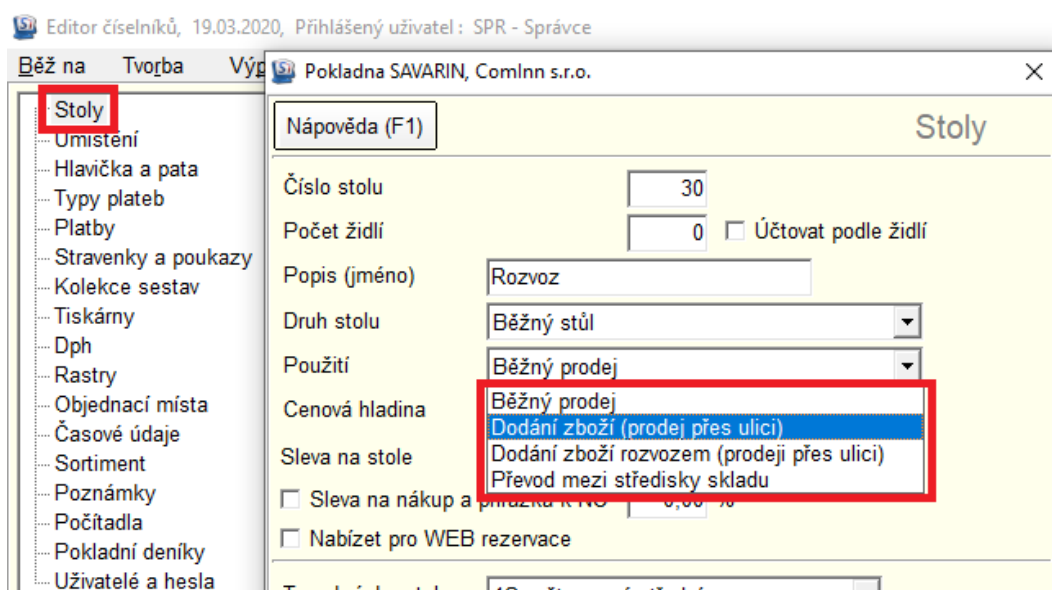 Editor číselníků, 19.03.2020, Přihlášený uživatel : SPR - Správce
Běž na Tvorba
Pokladna SAVARIN, ComInn s.r.o.
Stoly
Umístění
Hlavička a pata
Typy plateb
Platby
Stravenky a poukazy
Kolekce sestav
Tiskárny
Dph
Rastry
Objednací místa
Časové údaje
Sortiment
Poznámky
Počítadla
Pokladní deníky
Uživatelé a hesla
Nápověda (F1)
Stoly
Číslo stolu 30
Počet židlí 0 Účtovat podle židlí
Popis (jméno) Rozvoz
Druh stolu Běžný stůl
Použití Běžný prodej
Běžný prodej
Dodání zboží (prodej přes ulici)
Dodání zboží rozvozem (prodeji přes ulici)
Převod mezi středisky skladu
Cenová hladina
Sleva na stole
Sleva na nákup a přirážka k NC 0,00 %
Nabízet pro WEB rezervace